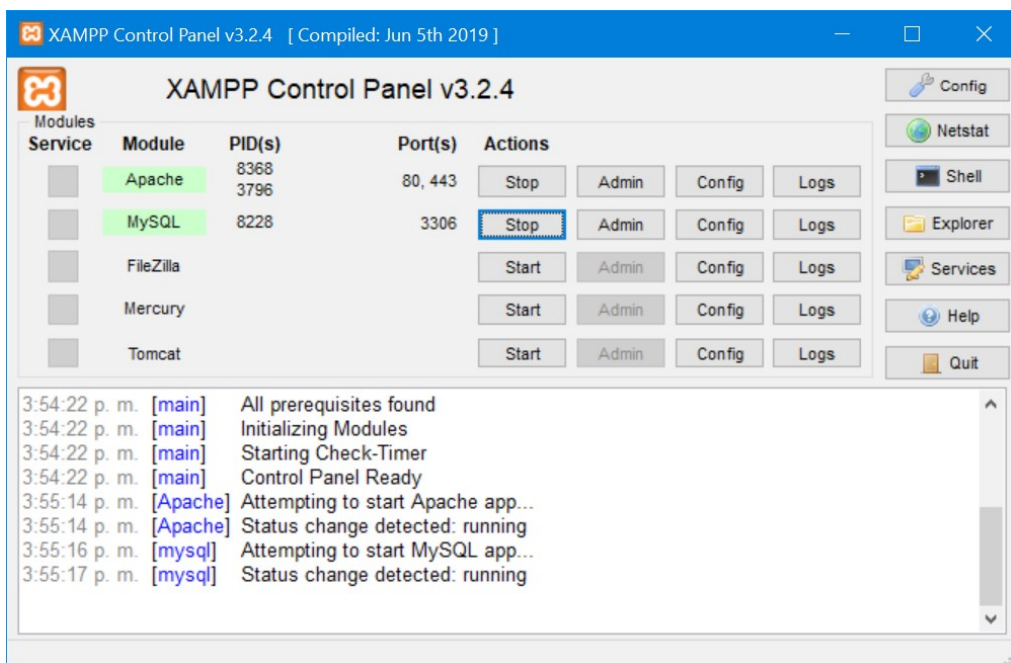 XAMPP Control Panel v3.2.4 [ Compiled: Jun 5th 2019 ]
XAMPP Control Panel v3.2.4
Config
Modules
Service Module PID(s) Port(s) Actions
Netstat
Apache 8368 3796 80, 443 Stop Admin Config Logs
Shell
MySQL 8228 3306 Stop Admin Config Logs
Explorer
FileZilla Start Admin Config Logs
Services
Mercury Start Admin Config Logs
Help
Tomcat Start Admin Config Logs
Quit
3:54:22 p. m. [main] All prerequisites found
3:54:22 p. m. [main] Initializing Modules
3:54:22 p. m. [main] Starting Check-Timer
3:54:22 p. m. [main] Control Panel Ready
3:55:14 p. m. [Apache] Attempting to start Apache app...
3:55:14 p. m. [Apache] Status change detected: running
3:55:16 p. m. [mysql] Attempting to start MySQL app...
3:55:17 p. m. [mysql] Status change detected: running